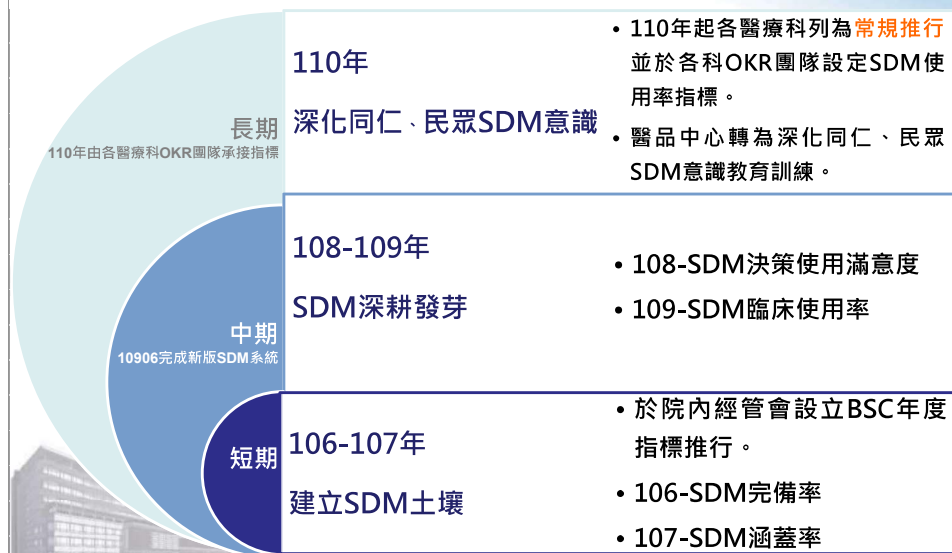 長期
110年由各醫療科OKR團隊承接指標
110年
深化同仁、民眾SDM意識
• 110年起各醫療科列為常規推行
並於各科OKR團隊設定SDM使
用率指標。
• 醫品中心轉為深化同仁、民眾
SDM意識教育訓練。
中期
10906完成新版SDM系統
108-109年
SDM深耕發芽
• 108-SDM決策使用滿意度
• 109-SDM臨床使用率
短期
106-107年
建立SDM土壤
• 於院內經管會設立BSC年度
指標推行。
• 106-SDM完備率
• 107-SDM涵蓋率